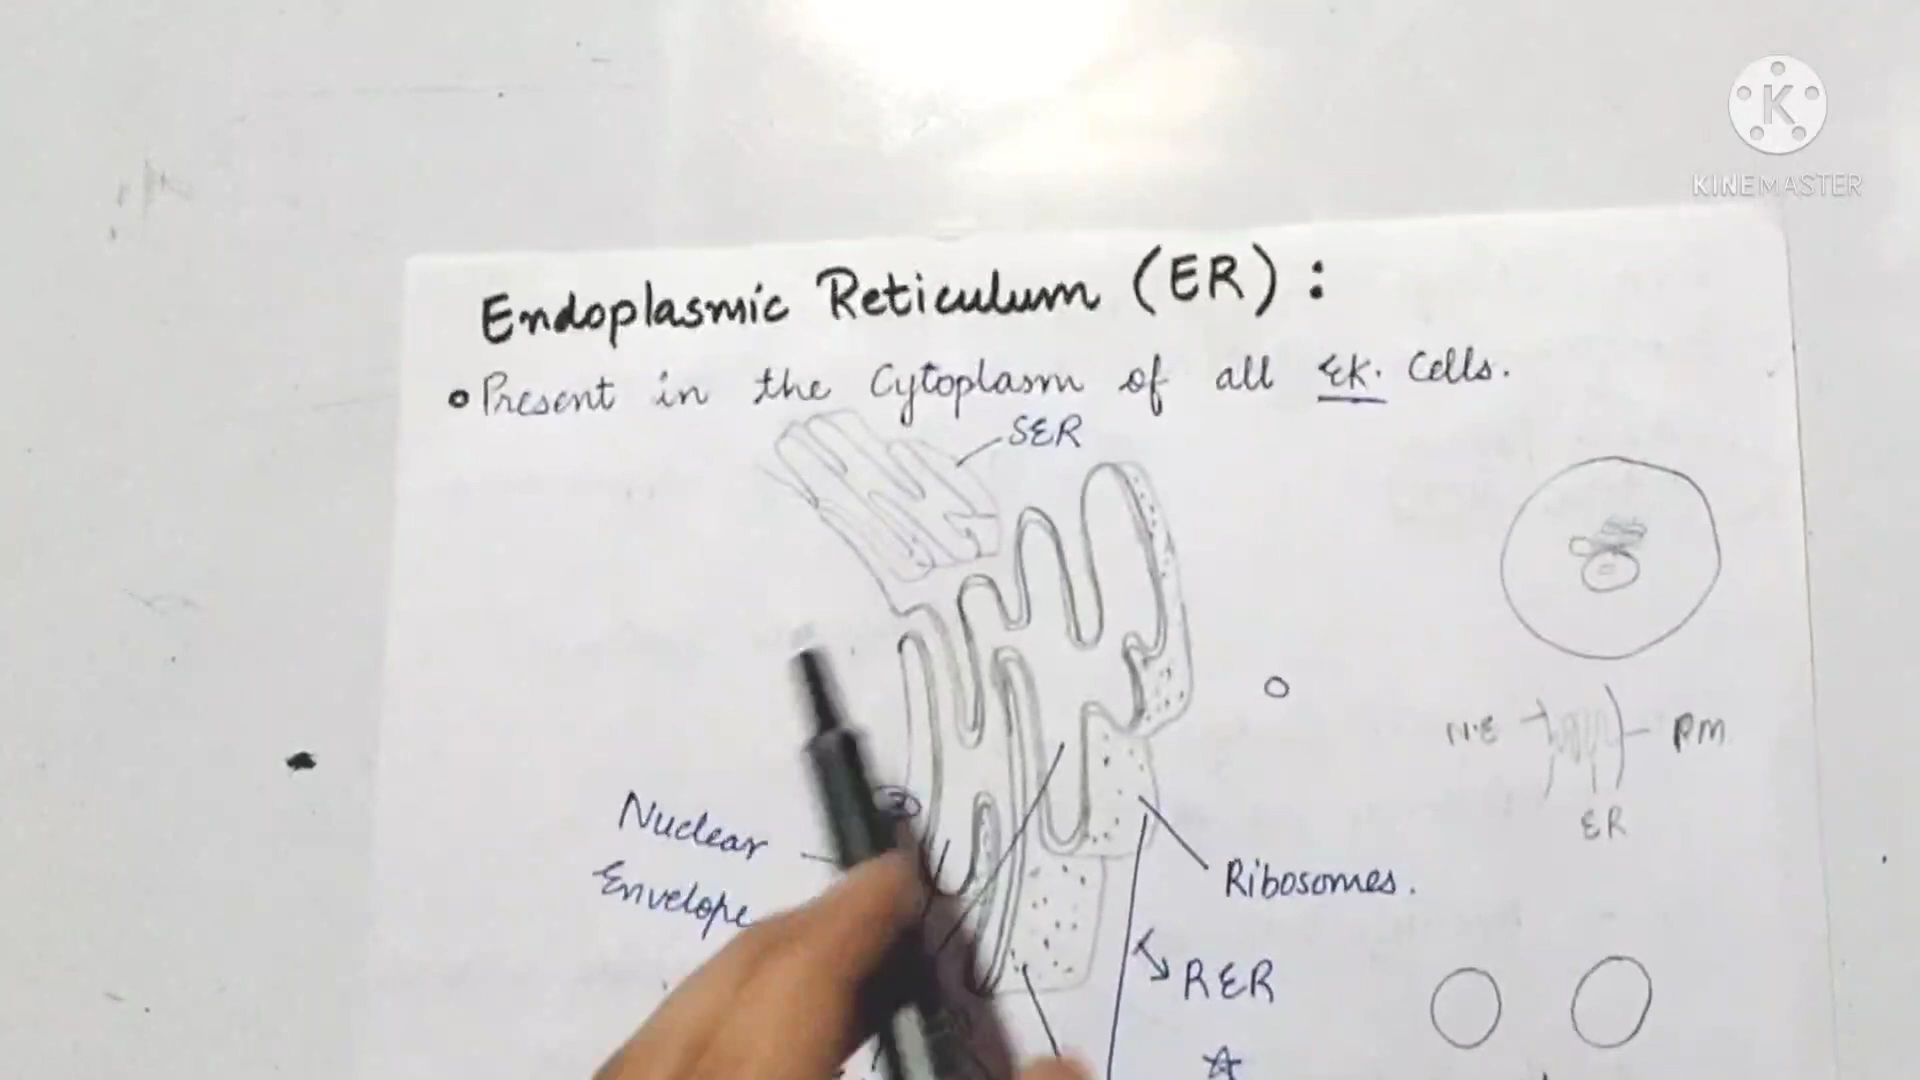 K
KINEMASTER
Endoplasmic Reticulum (ER) :
Present in the Cytoplasm of all EK. Cells.
SER
N.E
PM
ER
Nuclear
Envelope
Ribosomes.
RER